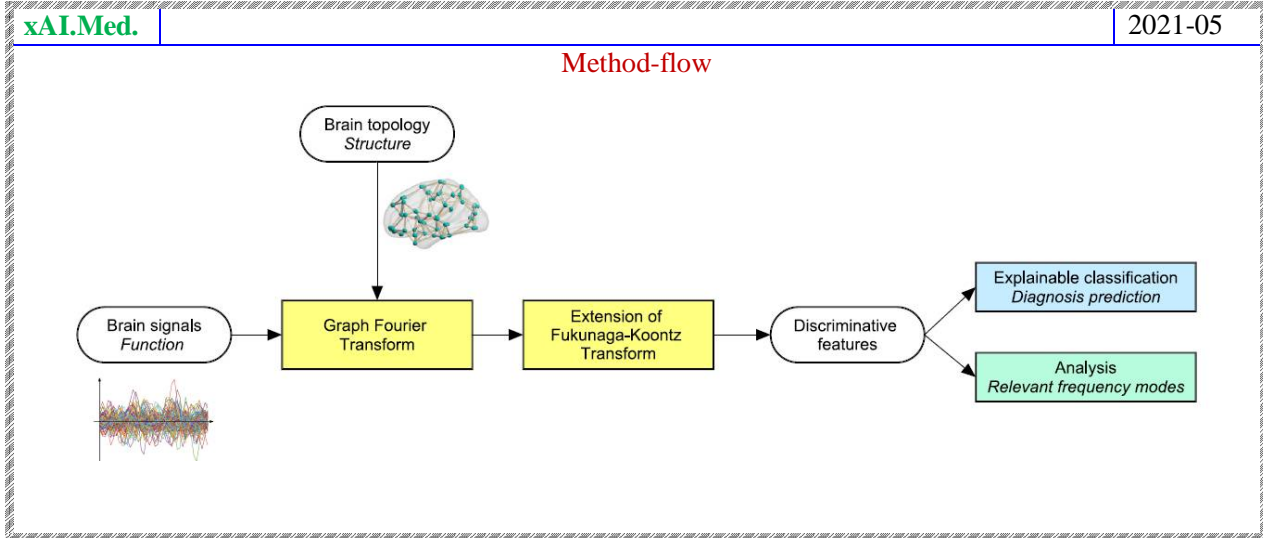 xAI.Med.
2021-05
Method-flow
Brain topology
Structure
Brain signals
Function
Graph Fourier
Transform
Extension of
Fukunaga-Koontz
Transform
Discriminative
features
Explainable classification
Diagnosis prediction
Analysis
Relevant frequency modes